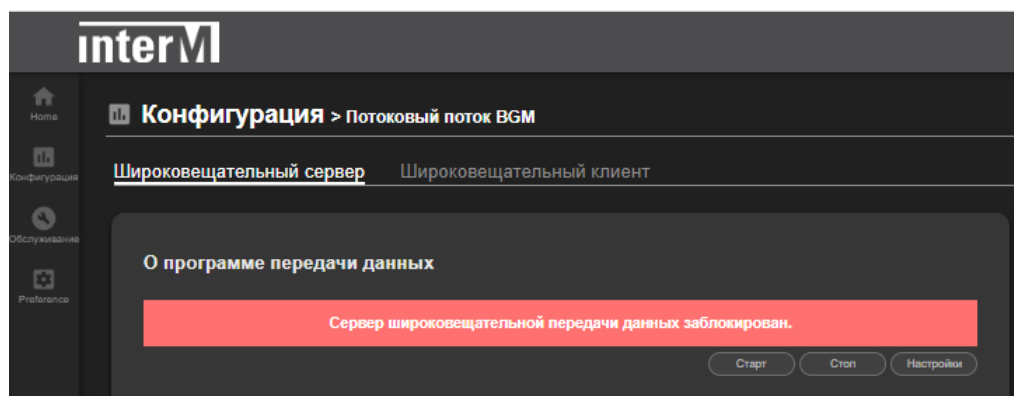 interM
Home
Конфигурация > Потоковый поток BGM
Конфигурация
Широковещательный сервер Широковещательный клиент
Обслуживание
О программе передачи данных
Preference
Сервер широковещательной передачи данных заблокирован.
Старт Стоп Настройки